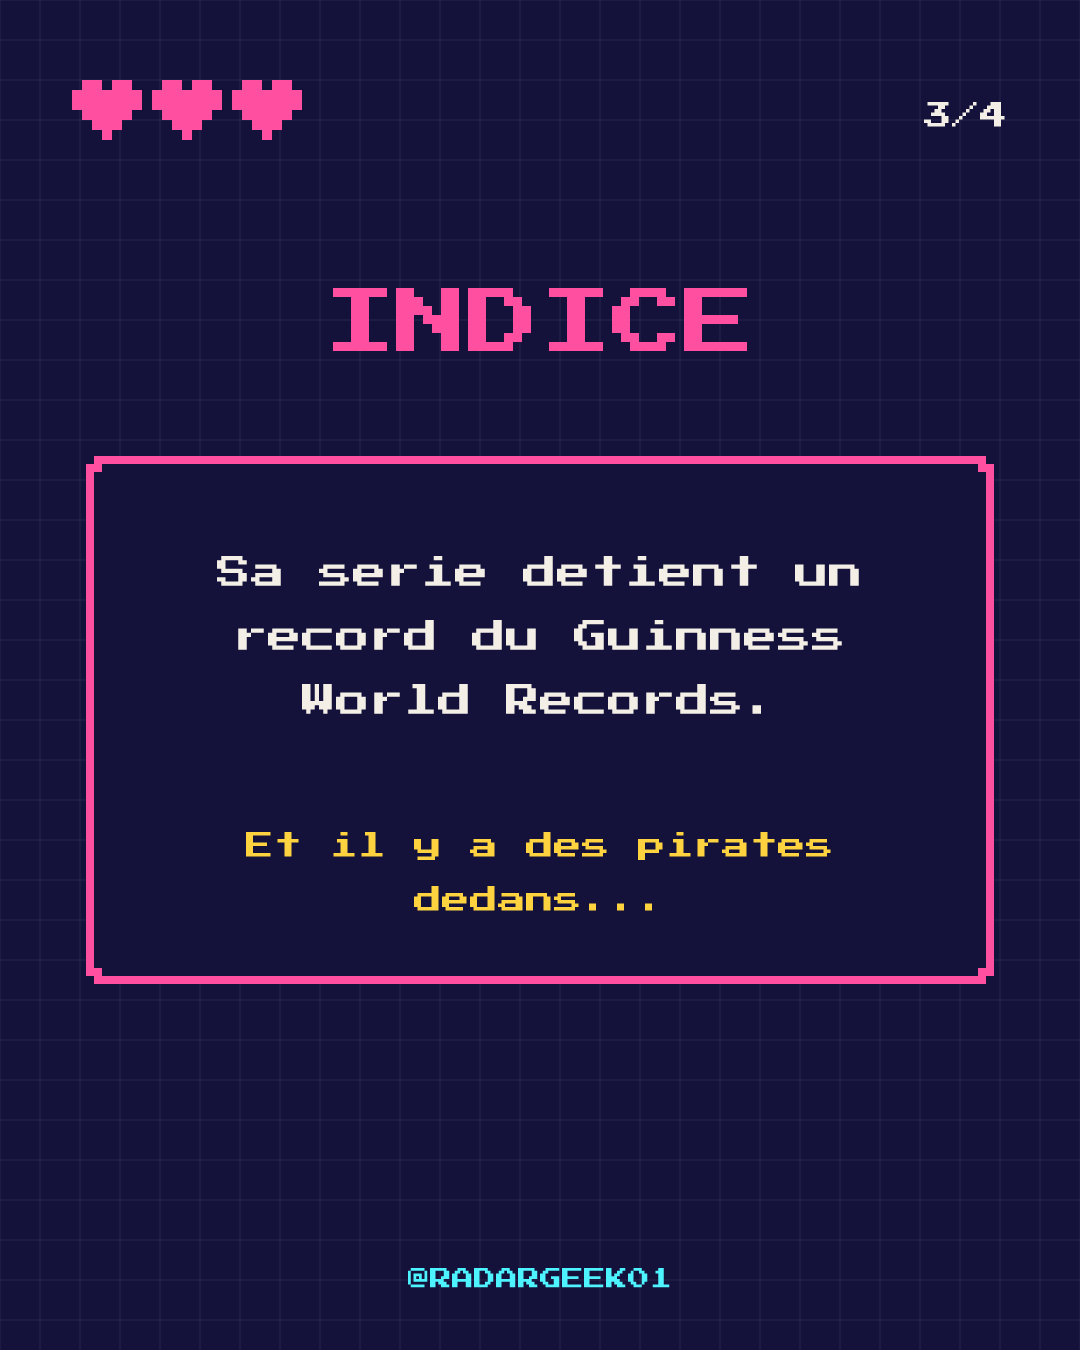 3/4
INDICE
Sa serie detient un
record du Guinness
World Records.
Et il y a des pirates
dedans...
@RADARGEEK01